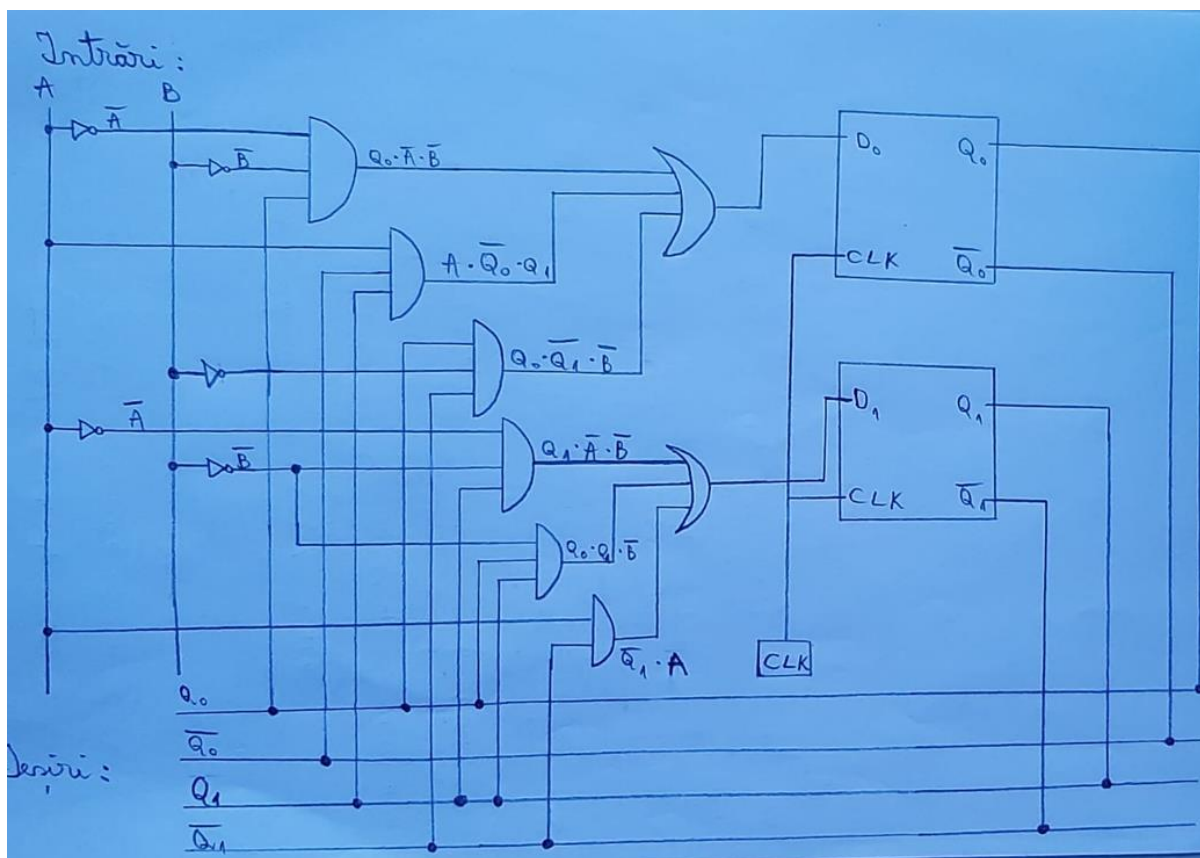 Intrări:
A B
A̅
B̅
Q₀·A̅·B̅
D₀ Q₀
CLK Q̅₀
A·Q̅₀·Q₁
Q₀·Q̅₁·B̅
D₁ Q₁
CLK Q̅₁
A̅
B̅
Q₁·A̅·B̅
Q₀·Q₁·B̅
Q̅₁·A
CLK
Q₀
Q̅₀
Ieșiri:
Q₁
Q̅₁